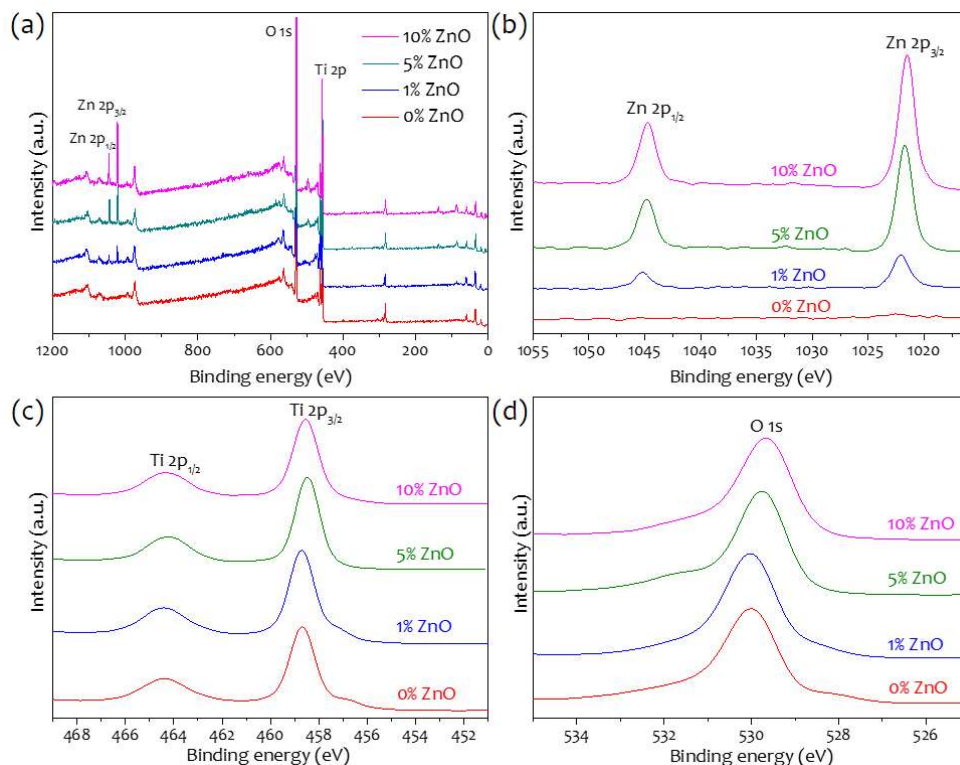 (a)
O 1s
10% ZnO
5% ZnO
1% ZnO
0% ZnO
Ti 2p
Zn 2p3/2
Zn 2p1/2
Intensity (a.u.)
1200 1000 800 600 400 200 0
Binding energy (eV)
(b)
Zn 2p3/2
Zn 2p1/2
10% ZnO
5% ZnO
1% ZnO
0% ZnO
Intensity (a.u.)
1055 1050 1045 1040 1035 1030 1025 1020
Binding energy (eV)
(c)
Ti 2p3/2
Ti 2p1/2
10% ZnO
5% ZnO
1% ZnO
0% ZnO
Intensity (a.u.)
468 466 464 462 460 458 456 454 452
Binding energy (eV)
(d)
O 1s
10% ZnO
5% ZnO
1% ZnO
0% ZnO
Intensity (a.u.)
534 532 530 528 526
Binding energy (eV)